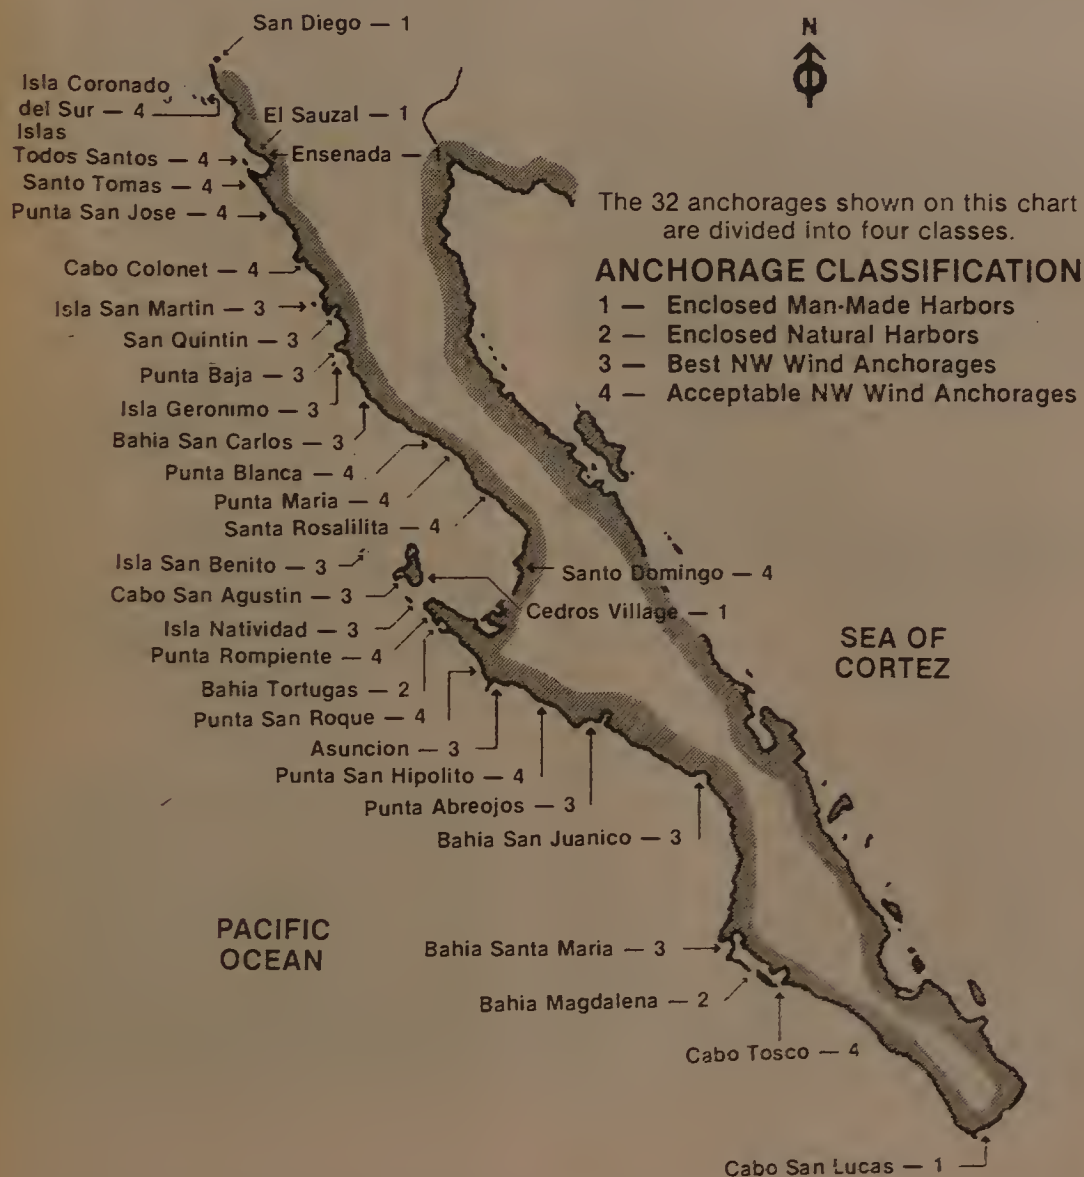 San Diego — 1
N
Isla Coronado
del Sur — 4
Islas
Todos Santos — 4
El Sauzal — 1
Ensenada — 1
Santo Tomas — 4
Punta San Jose — 4
The 32 anchorages shown on this chart
are divided into four classes.
ANCHORAGE CLASSIFICATION
1 — Enclosed Man-Made Harbors
2 — Enclosed Natural Harbors
3 — Best NW Wind Anchorages
4 — Acceptable NW Wind Anchorages
Cabo Colonet — 4
Isla San Martin — 3
San Quintin — 3
Punta Baja — 3
Isla Geronimo — 3
Bahia San Carlos — 3
Punta Blanca — 4
Punta Maria — 4
Santa Rosalilita — 4
Isla San Benito — 3
Santo Domingo — 4
Cabo San Agustin — 3
Cedros Village — 1
Isla Natividad — 3
Punta Rompiente — 4
SEA OF
CORTEZ
Bahia Tortugas — 2
Punta San Roque — 4
Asuncion — 3
Punta San Hipolito — 4
Punta Abreojos — 3
Bahia San Juanico — 3
PACIFIC
OCEAN
Bahia Santa Maria — 3
Bahia Magdalena — 2
Cabo Tosco — 4
Cabo San Lucas — 1